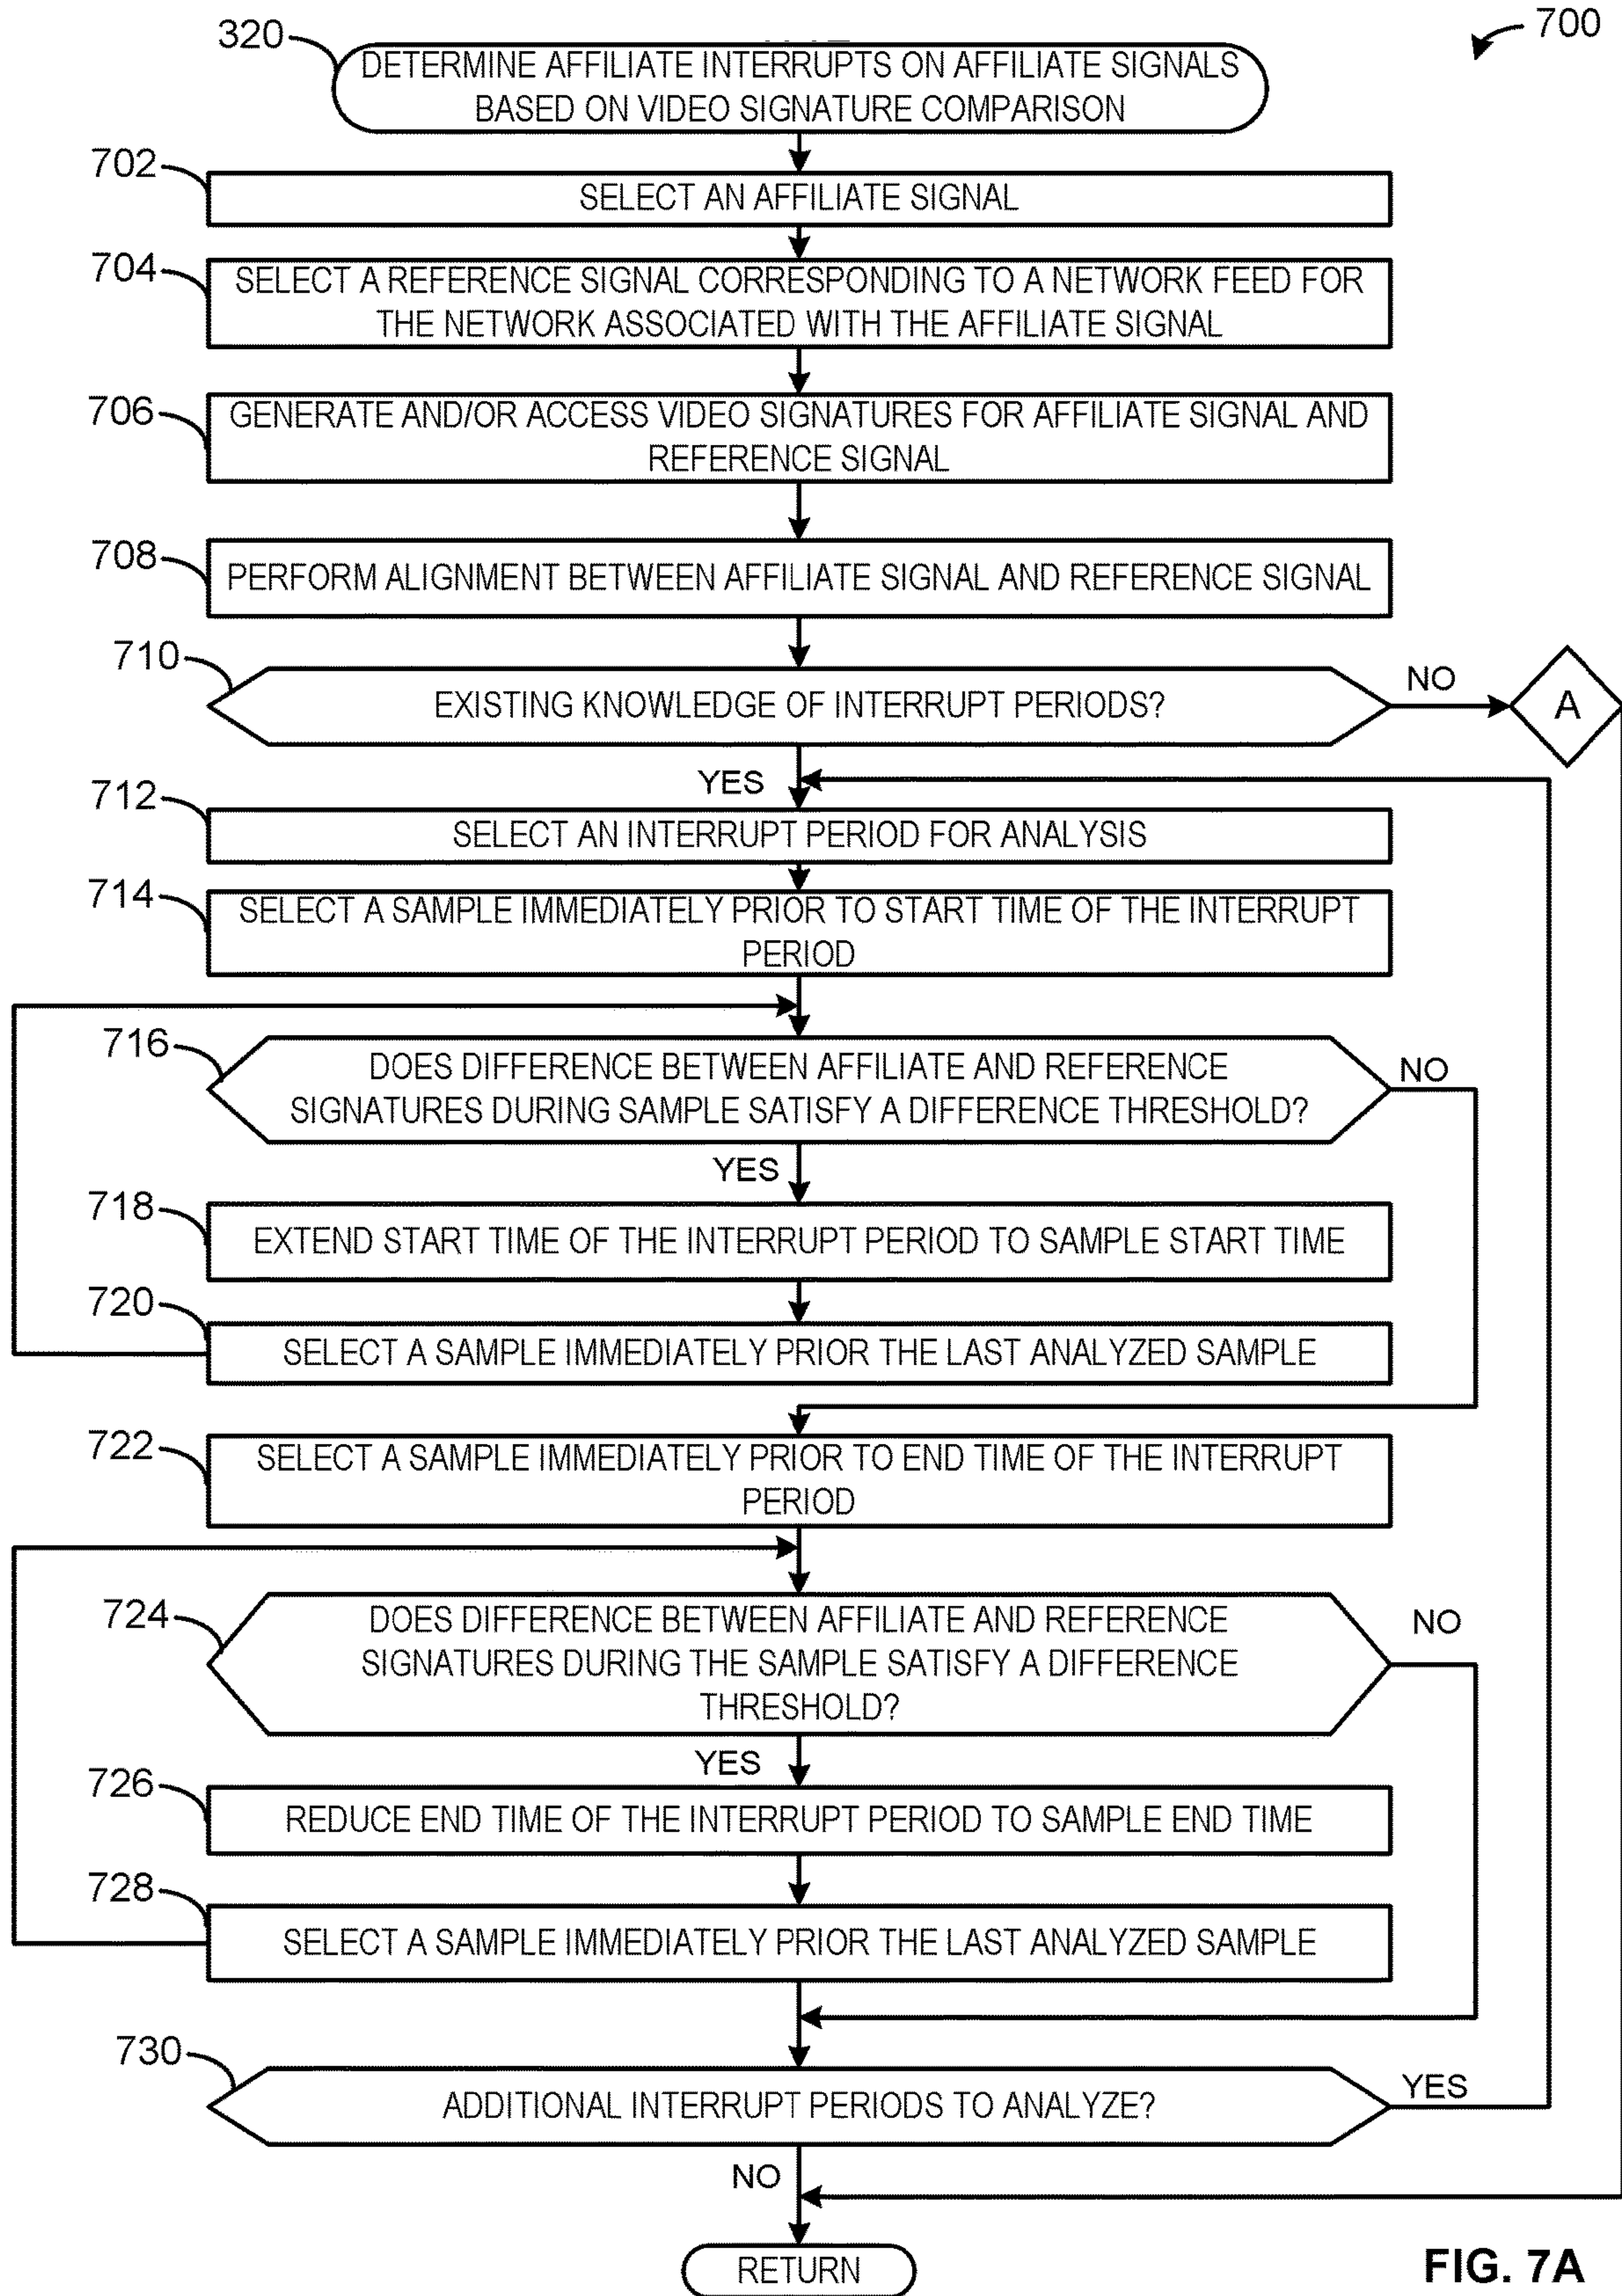 700
320
DETERMINE AFFILIATE INTERRUPTS ON AFFILIATE SIGNALS
BASED ON VIDEO SIGNATURE COMPARISON
702
SELECT AN AFFILIATE SIGNAL
704
SELECT A REFERENCE SIGNAL CORRESPONDING TO A NETWORK FEED FOR
THE NETWORK ASSOCIATED WITH THE AFFILIATE SIGNAL
706
GENERATE AND/OR ACCESS VIDEO SIGNATURES FOR AFFILIATE SIGNAL AND
REFERENCE SIGNAL
708
PERFORM ALIGNMENT BETWEEN AFFILIATE SIGNAL AND REFERENCE SIGNAL
710
EXISTING KNOWLEDGE OF INTERRUPT PERIODS?
NO
A
YES
712
SELECT AN INTERRUPT PERIOD FOR ANALYSIS
714
SELECT A SAMPLE IMMEDIATELY PRIOR TO START TIME OF THE INTERRUPT
PERIOD
716
DOES DIFFERENCE BETWEEN AFFILIATE AND REFERENCE
SIGNATURES DURING SAMPLE SATISFY A DIFFERENCE THRESHOLD?
NO
YES
718
EXTEND START TIME OF THE INTERRUPT PERIOD TO SAMPLE START TIME
720
SELECT A SAMPLE IMMEDIATELY PRIOR THE LAST ANALYZED SAMPLE
722
SELECT A SAMPLE IMMEDIATELY PRIOR TO END TIME OF THE INTERRUPT
PERIOD
724
DOES DIFFERENCE BETWEEN AFFILIATE AND REFERENCE
SIGNATURES DURING THE SAMPLE SATISFY A DIFFERENCE
THRESHOLD?
NO
YES
726
REDUCE END TIME OF THE INTERRUPT PERIOD TO SAMPLE END TIME
728
SELECT A SAMPLE IMMEDIATELY PRIOR THE LAST ANALYZED SAMPLE
730
ADDITIONAL INTERRUPT PERIODS TO ANALYZE?
YES
NO
RETURN
FIG. 7A